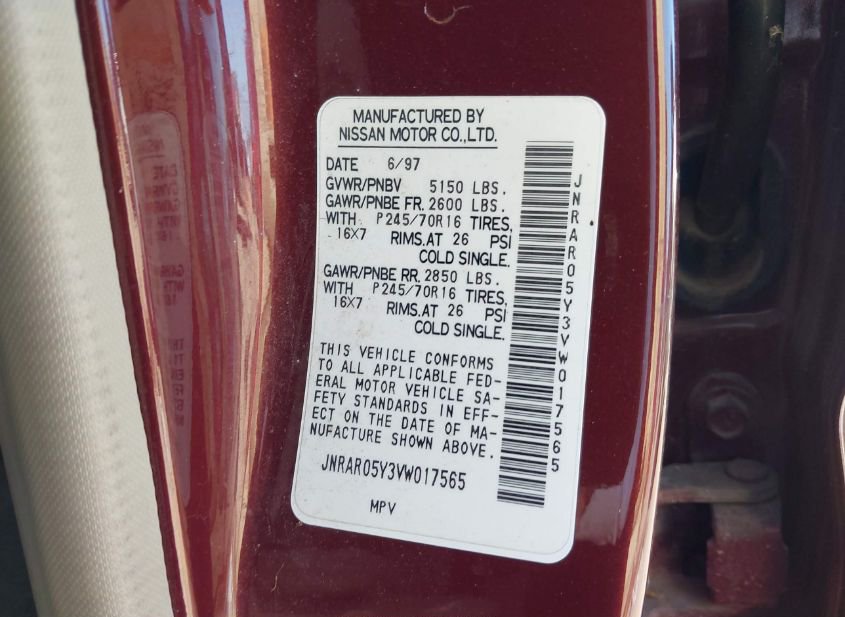 MANUFACTURED BY
NISSAN MOTOR CO.,LTD.
DATE 6/97
GVWR/PNBV 5150 LBS.
GAWR/PNBE FR. 2600 LBS.
WITH P245/70R16 TIRES,
16X7 RIMS.AT 26 PSI
COLD SINGLE.
GAWR/PNBE RR. 2850 LBS.
WITH P245/70R16 TIRES,
16X7 RIMS.AT 26 PSI
COLD SINGLE.
THIS VEHICLE CONFORMS
TO ALL APPLICABLE FED-
ERAL MOTOR VEHICLE SA-
FETY STANDARDS IN EFF-
ECT ON THE DATE OF MA-
NUFACTURE SHOWN ABOVE.
JNRAR05Y3VW017565
MPV
JNRAR05Y3VW017565